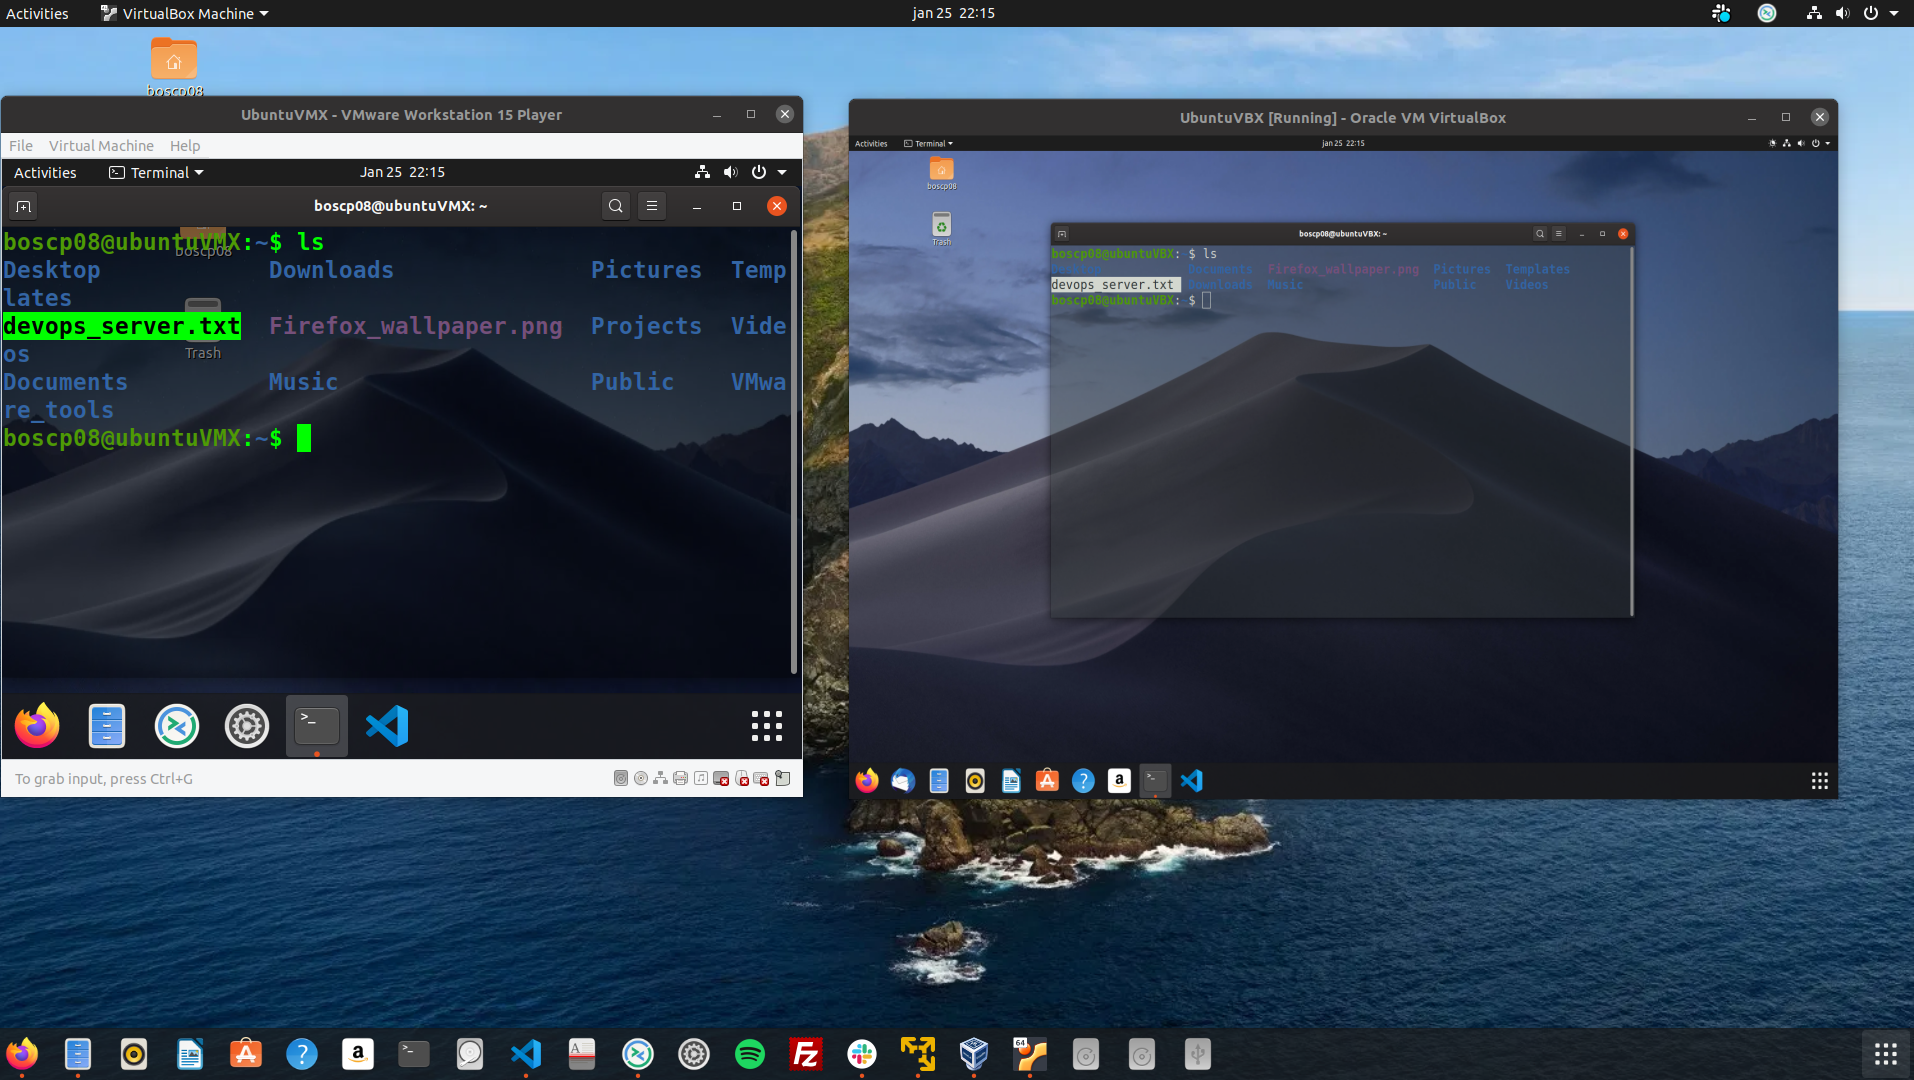 Activities VirtualBox Machine jan 25 22:15
boscp08
UbuntuVMX - VMware Workstation 15 Player
File Virtual Machine Help
Activities Terminal Jan 25 22:15
boscp08@ubuntuVMX: ~
boscp08@ubuntuVMX:~$ ls
boscp08
Desktop Downloads Pictures Temp
lates
devops_server.txt Firefox_wallpaper.png Projects Vide
os
Trash
Documents Music Public VMwa
re_tools
boscp08@ubuntuVMX:~$
>_
To grab input, press Ctrl+G
UbuntuVBX [Running] - Oracle VM VirtualBox
Activities Terminal jan 25 22:15
boscp08
Trash
boscp08@ubuntuVBX: ~
boscp08@ubuntuVBX: $ ls
Documents Firefox_wallpaper.png Pictures Templates
devops_server.txt Downloads Music Public Videos
boscp08@ubuntuVBX: $
? a >_
? a >_ A FZ 64